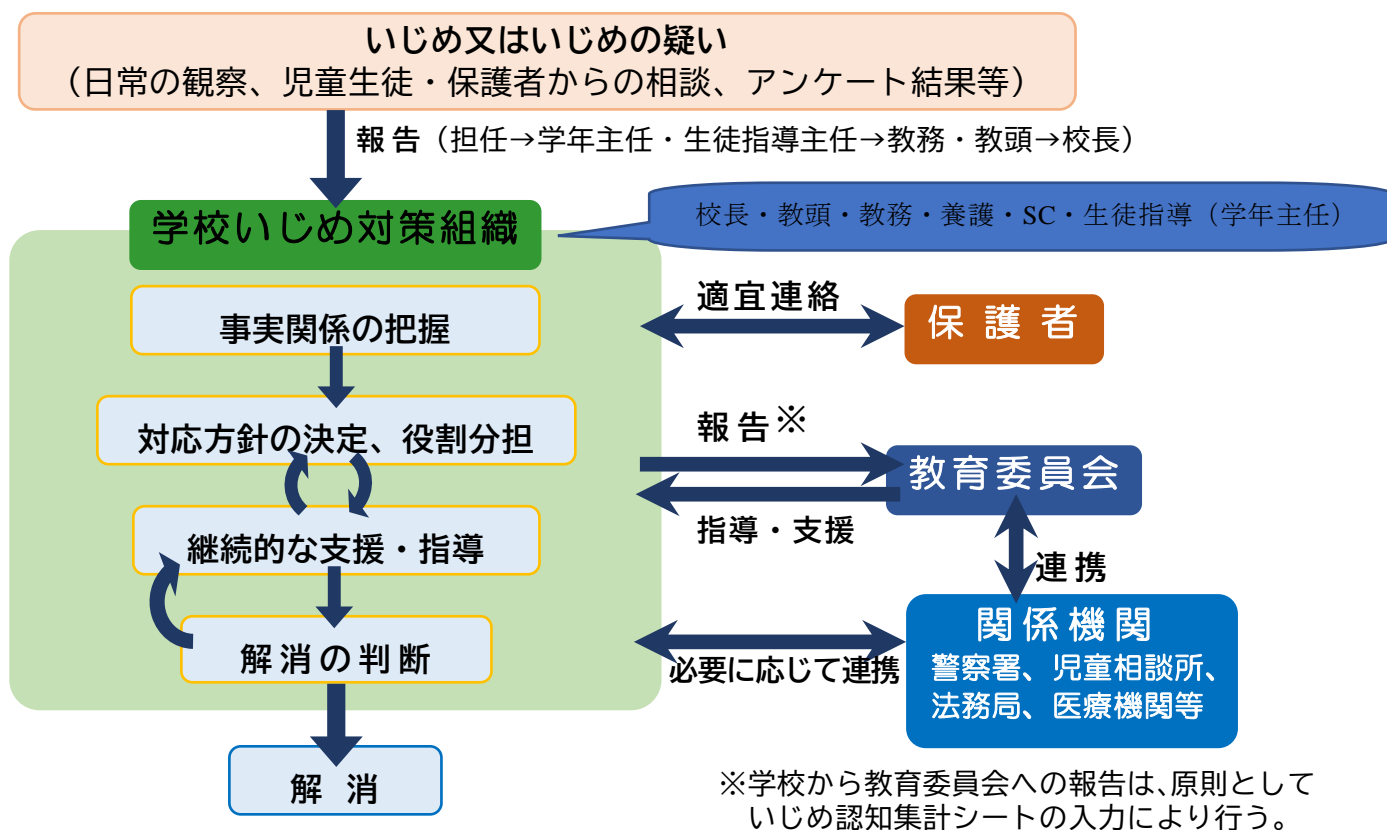 いじめ又はいじめの疑い
（日常の観察、児童生徒・保護者からの相談、アンケート結果等）
報告（担任→学年主任・生徒指導主任→教務・教頭→校長）
学校いじめ対策組織
校長・教頭・教務・養護・SC・生徒指導（学年主任）
事実関係の把握
適宜連絡
保護者
対応方針の決定、役割分担
報告※
教育委員会
指導・支援
継続的な支援・指導
連携
解消の判断
必要に応じて連携
関係機関
警察署、児童相談所、
法務局、医療機関等
解消
※学校から教育委員会への報告は、原則として
いじめ認知集計シートの入力により行う。